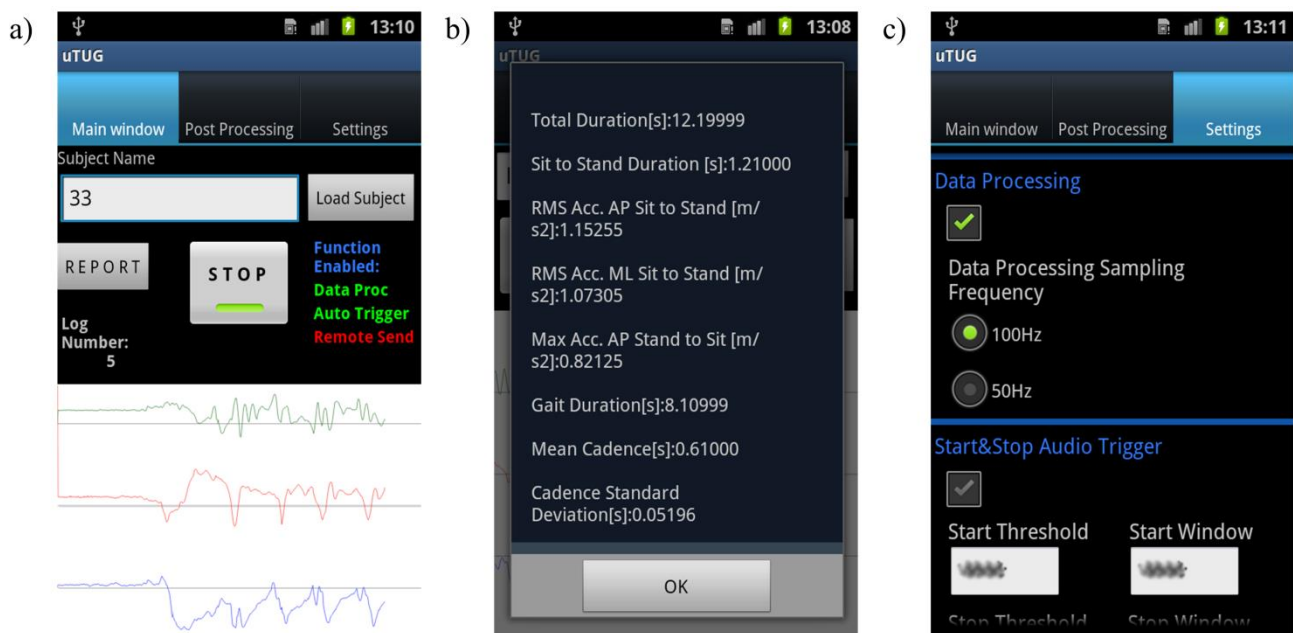 a)
13:10
uTUG
Main window
Post Processing
Settings
Subject Name
33
Load Subject
REPORT
STOP
Function
Enabled:
Data Proc
Auto Trigger
Remote Send
Log
Number:
5
b)
13:08
uTUG
Total Duration[s]:12.19999
Sit to Stand Duration [s]:1.21000
RMS Acc. AP Sit to Stand [m/
s2]:1.15255
RMS Acc. ML Sit to Stand [m/
s2]:1.07305
Max Acc. AP Stand to Sit [m/
s2]:0.82125
Gait Duration[s]:8.10999
Mean Cadence[s]:0.61000
Cadence Standard
Deviation[s]:0.05196
OK
c)
13:11
uTUG
Main window
Post Processing
Settings
Data Processing
Data Processing Sampling
Frequency
100Hz
50Hz
Start&Stop Audio Trigger
Start Threshold
Start Window
Stop Threshold
Stop Window